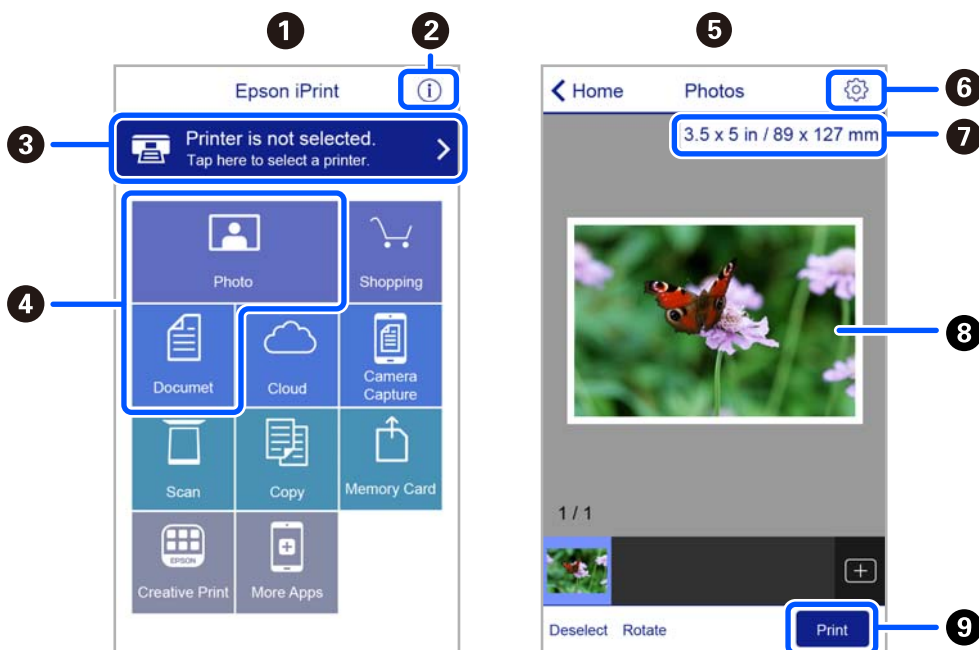 1
2
Epson iPrint
3
Printer is not selected.
Tap here to select a printer.
4
Photo
Shopping
Documet
Cloud
Camera
Capture
Scan
Copy
Memory Card
EPSON
Creative Print
More Apps
5
Home
Photos
6
3.5 x 5 in / 89 x 127 mm
7
8
1 / 1
Deselect Rotate
Print
9